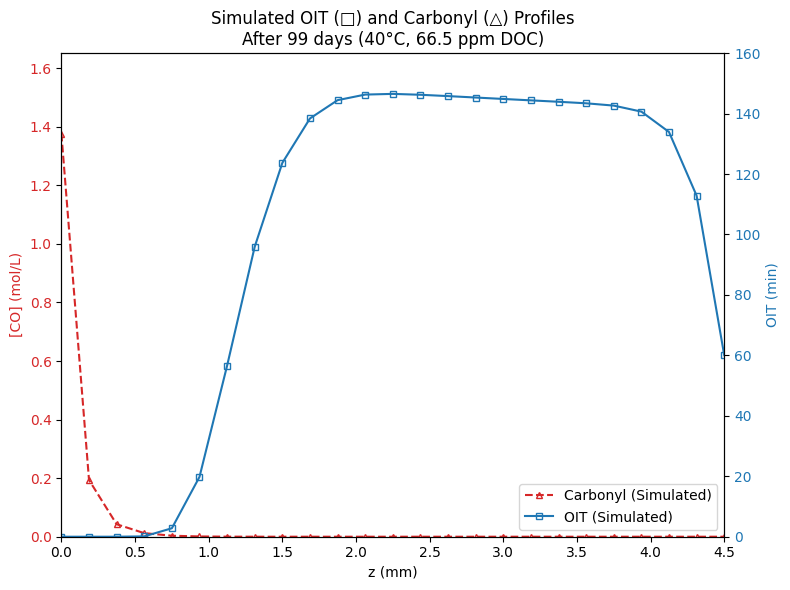 Simulated OIT (□) and Carbonyl (△) Profiles
After 99 days (40°C, 66.5 ppm DOC)
[CO] (mol/L)
1.6
1.4
1.2
1.0
0.8
0.6
0.4
0.2
0.0
160
140
120
100
80
60
40
20
0
OIT (min)
Carbonyl (Simulated)
OIT (Simulated)
0.0 0.5 1.0 1.5 2.0 2.5 3.0 3.5 4.0 4.5
z (mm)